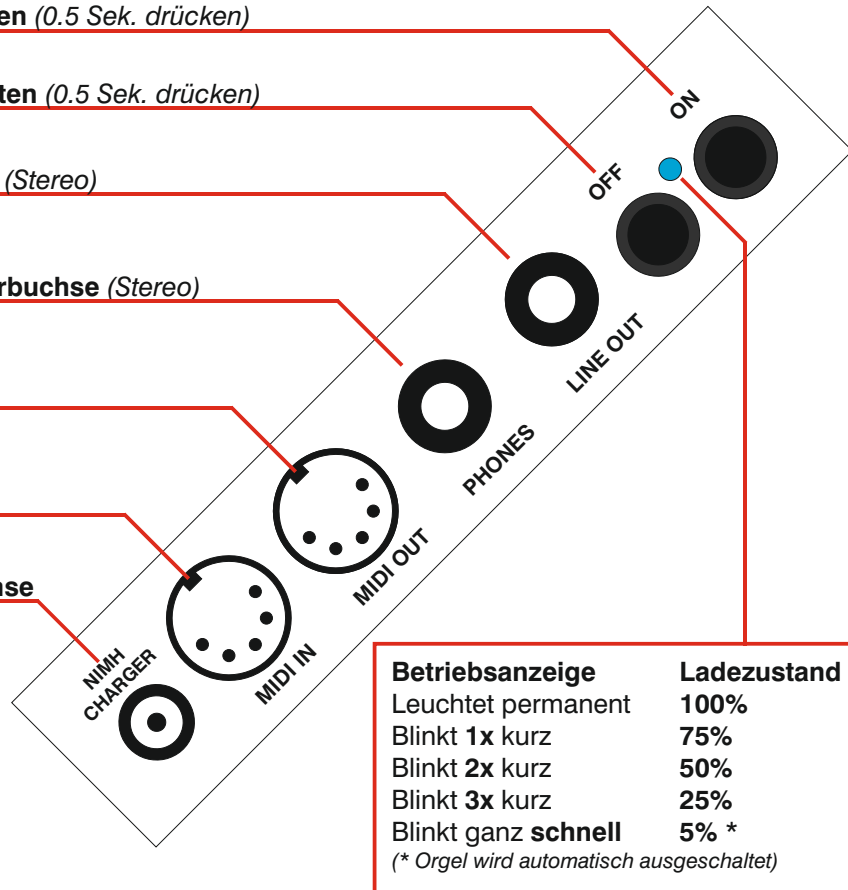 en (0.5 Sek. drücken)
ten (0.5 Sek. drücken)
(Stereo)
rbuchse (Stereo)
nse
ON
OFF
LINE OUT
PHONES
MIDI OUT
MIDI IN
NIMH
CHARGER
Betriebsanzeige Ladezustand
Leuchtet permanent 100%
Blinkt 1x kurz 75%
Blinkt 2x kurz 50%
Blinkt 3x kurz 25%
Blinkt ganz schnell 5% *
(* Orgel wird automatisch ausgeschaltet)